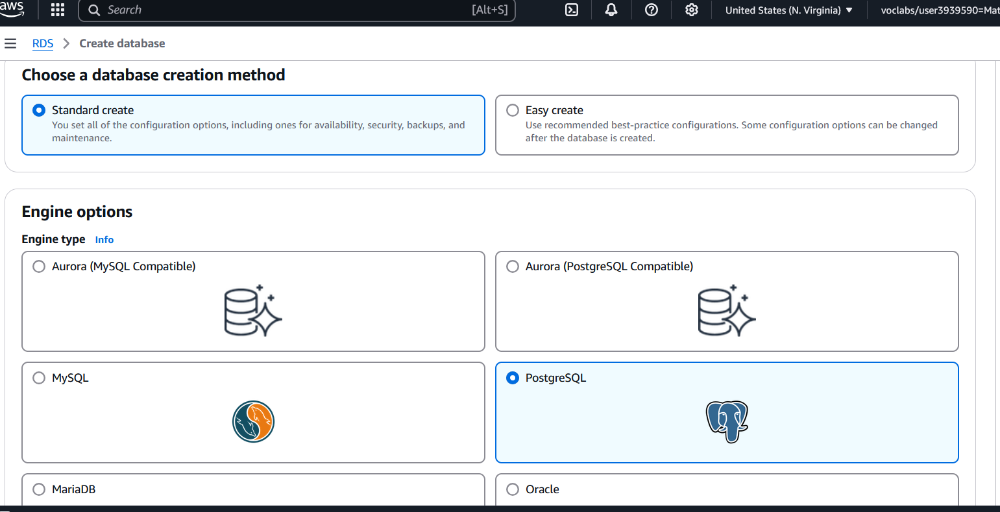 aws
Search
[Alt+S]
United States (N. Virginia)
voclabs/user3939590=Mat
RDS
Create database
Choose a database creation method
Standard create
You set all of the configuration options, including ones for availability, security, backups, and
maintenance.
Easy create
Use recommended best-practice configurations. Some configuration options can be changed
after the database is created.
Engine options
Engine type Info
Aurora (MySQL Compatible)
Aurora (PostgreSQL Compatible)
MySQL
PostgreSQL
MariaDB
Oracle